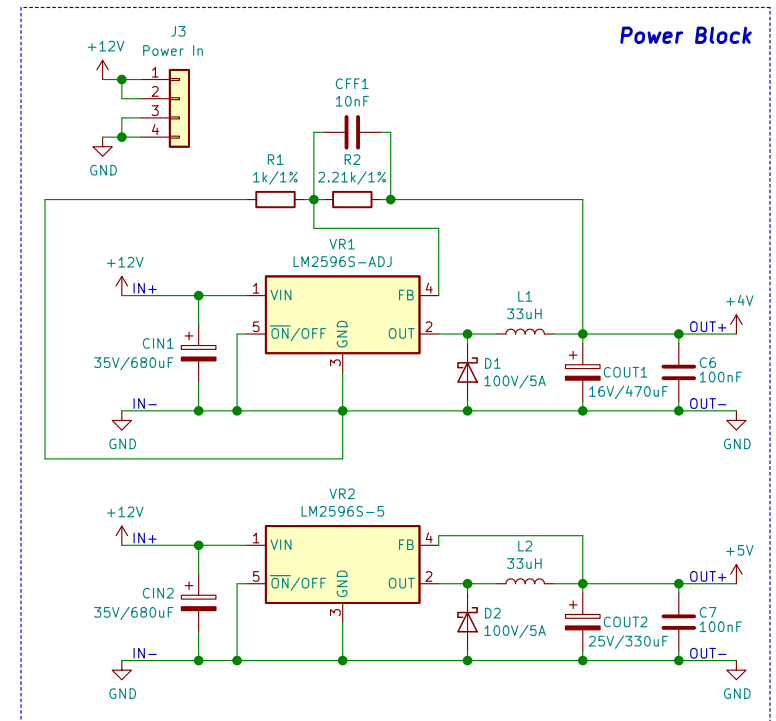 Power Block
J3
Power In
+12V
1
2
3
4
GND
CFF1
10nF
R1
1k/1%
R2
2.21k/1%
VR1
LM2596S-ADJ
+12V
IN+
1
VIN
FB
4
5
ON/OFF
GND
3
OUT
2
L1
33uH
+4V
OUT+
CIN1
35V/680uF
D1
100V/5A
COUT1
16V/470uF
C6
100nF
IN-
GND
OUT-
GND
VR2
LM2596S-5
+12V
IN+
1
VIN
FB
4
5
ON/OFF
GND
3
OUT
2
L2
33uH
+5V
OUT+
CIN2
35V/680uF
D2
100V/5A
COUT2
25V/330uF
C7
100nF
IN-
GND
OUT-
GND